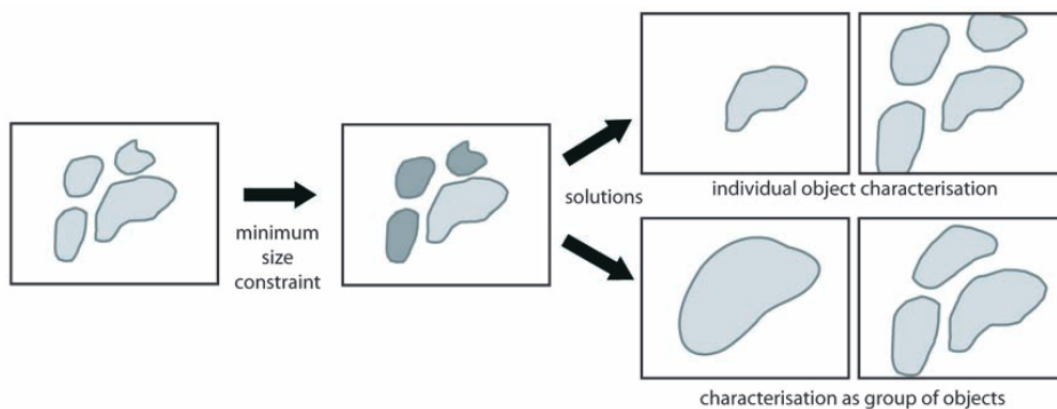 minimum
size
constraint
solutions
individual object characterisation
characterisation as group of objects